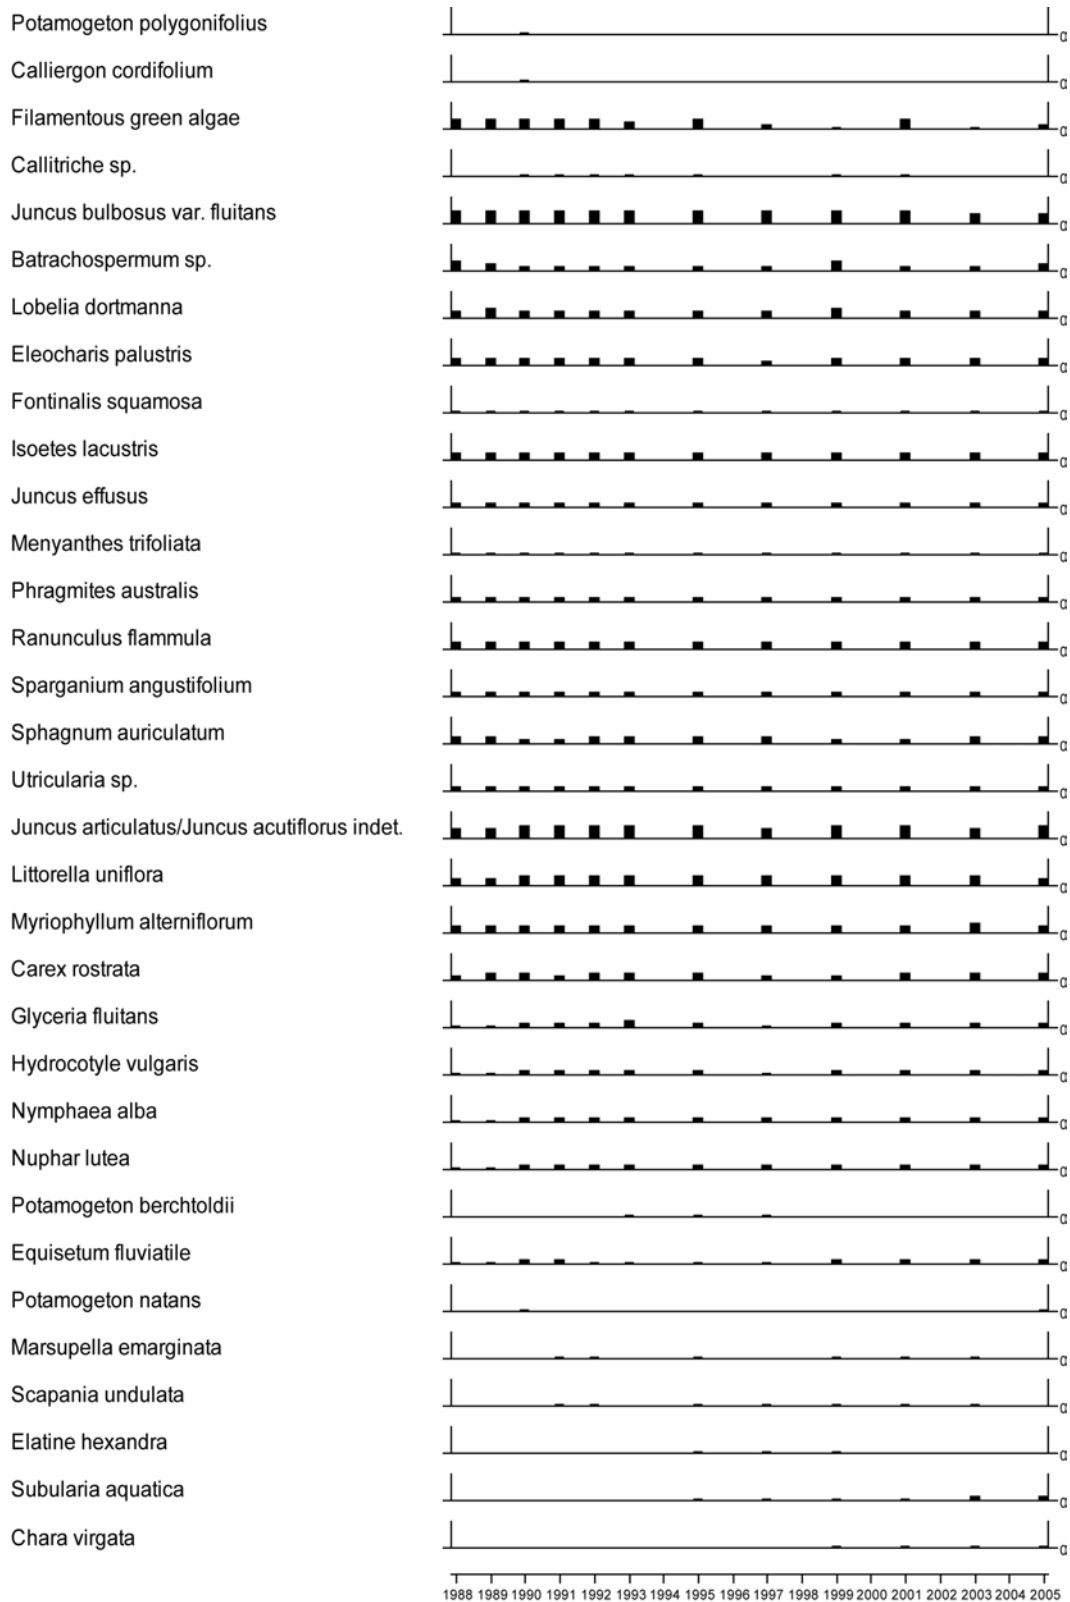 Potamogeton polygonifolius
Calliergon cordifolium
Filamentous green algae
Callitriche sp.
Juncus bulbosus var. fluitans
Batrachospermum sp.
Lobelia dortmanna
Eleocharis palustris
Fontinalis squamosa
Isoetes lacustris
Juncus effusus
Menyanthes trifoliata
Phragmites australis
Ranunculus flammula
Sparganium angustifolium
Sphagnum auriculatum
Utricularia sp.
Juncus articulatus/Juncus acutiflorus indet.
Littorella uniflora
Myriophyllum alterniflorum
Carex rostrata
Glyceria fluitans
Hydrocotyle vulgaris
Nymphaea alba
Nuphar lutea
Potamogeton berchtoldii
Equisetum fluviatile
Potamogeton natans
Marsupella emarginata
Scapania undulata
Elatine hexandra
Subularia aquatica
Chara virgata
1988 1989 1990 1991 1992 1993 1994 1995 1996 1997 1998 1999 2000 2001 2002 2003 2004 2005